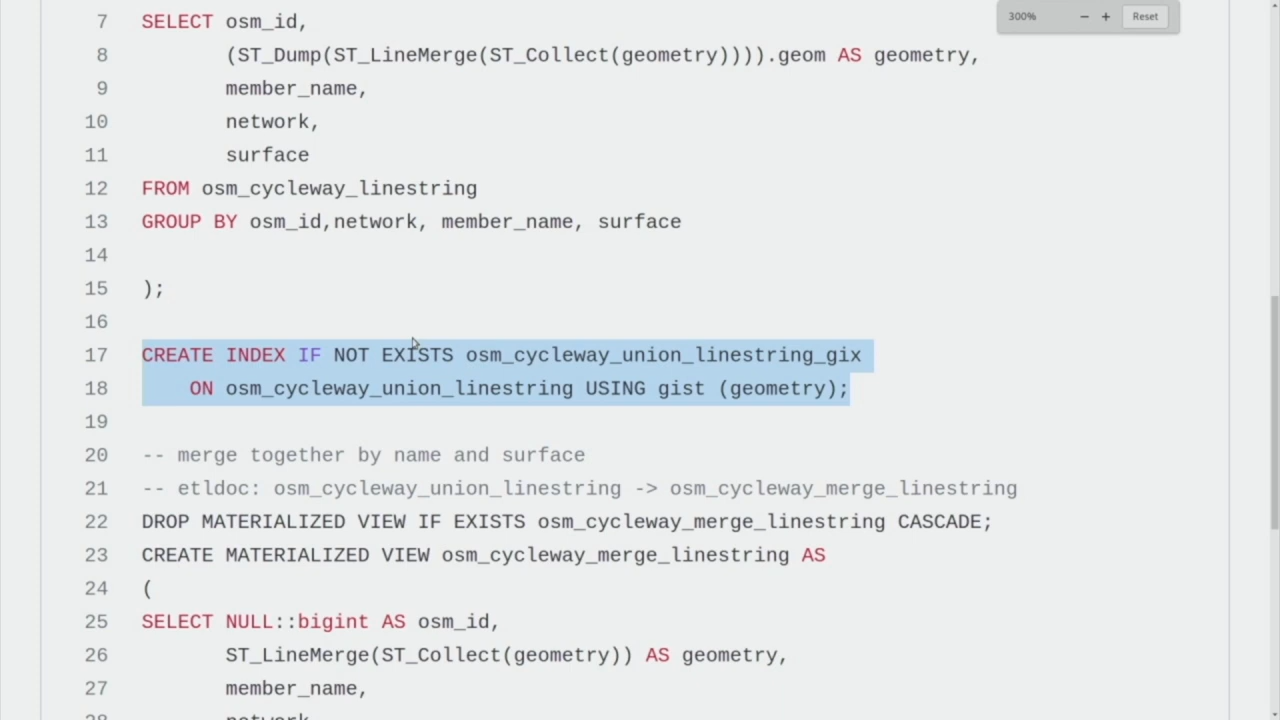 300% − + Reset
7 SELECT osm_id,
8 (ST_Dump(ST_LineMerge(ST_Collect(geometry)))).geom AS geometry,
9 member_name,
10 network,
11 surface
12 FROM osm_cycleway_linestring
13 GROUP BY osm_id,network, member_name, surface
14
15 );
16
17 CREATE INDEX IF NOT EXISTS osm_cycleway_union_linestring_gix
18 ON osm_cycleway_union_linestring USING gist (geometry);
19
20 -- merge together by name and surface
21 -- etldoc: osm_cycleway_union_linestring -> osm_cycleway_merge_linestring
22 DROP MATERIALIZED VIEW IF EXISTS osm_cycleway_merge_linestring CASCADE;
23 CREATE MATERIALIZED VIEW osm_cycleway_merge_linestring AS
24 (
25 SELECT NULL::bigint AS osm_id,
26 ST_LineMerge(ST_Collect(geometry)) AS geometry,
27 member_name,
28 network